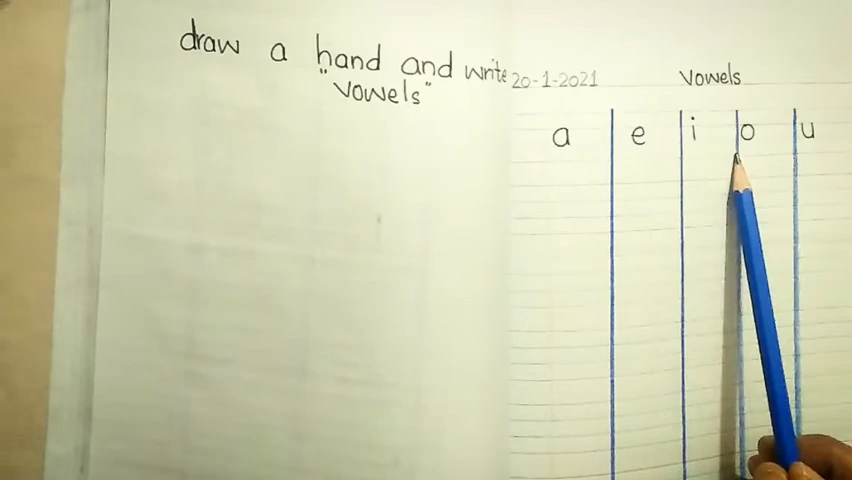 draw a hand and write
"vowels"
20-1-2021
vowels
a e i o u